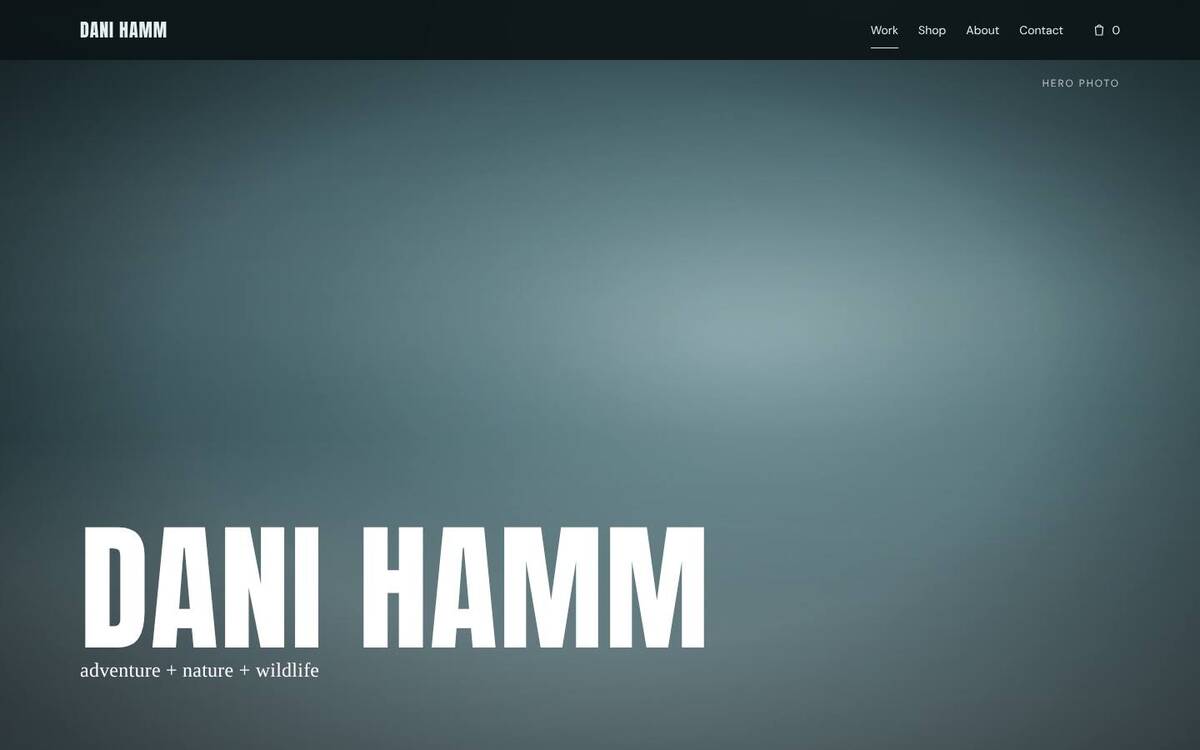 DANI HAMM
Work Shop About Contact 0
HERO PHOTO
DANI HAMM
adventure + nature + wildlife